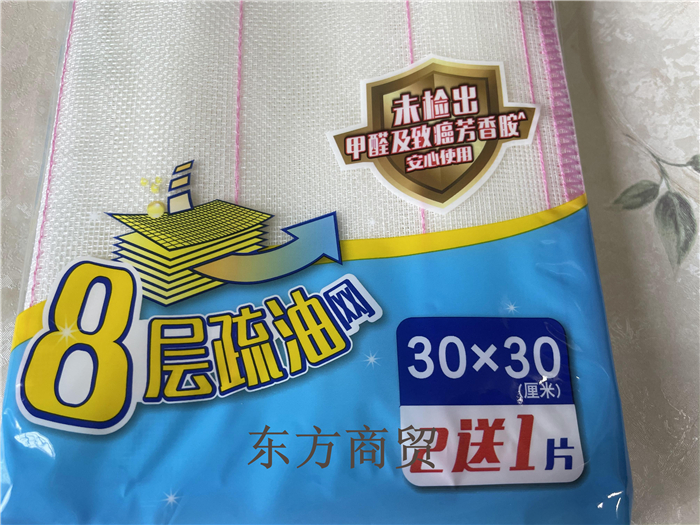 未检出
甲醛及致癌芳香胺^
安心使用
8层疏油网
30×30
(厘米)
2送1片
东方商贸